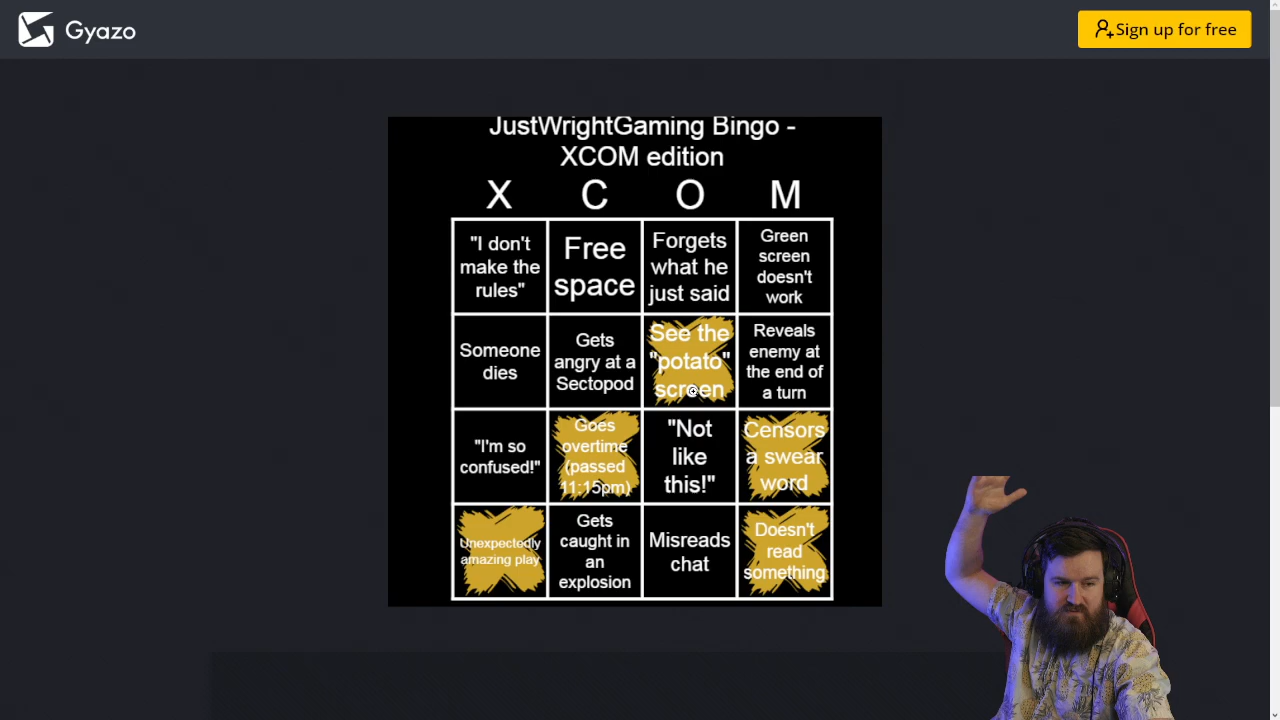 Gyazo
Sign up for free
JustWrightGaming Bingo -
XCOM edition
X C O M
"I don't
make the
rules"
Free
space
Forgets
what he
just said
Green
screen
doesn't
work
Someone
dies
Gets
angry at a
Sectopod
See the
"potato"
screen
Reveals
enemy at
the end of
a turn
"I'm so
confused!"
Goes
overtime
(passed
11:15pm)
"Not
like
this!"
Censors
a swear
word
Unexpectedly
amazing play
Gets
caught in
an
explosion
Misreads
chat
Doesn't
read
something